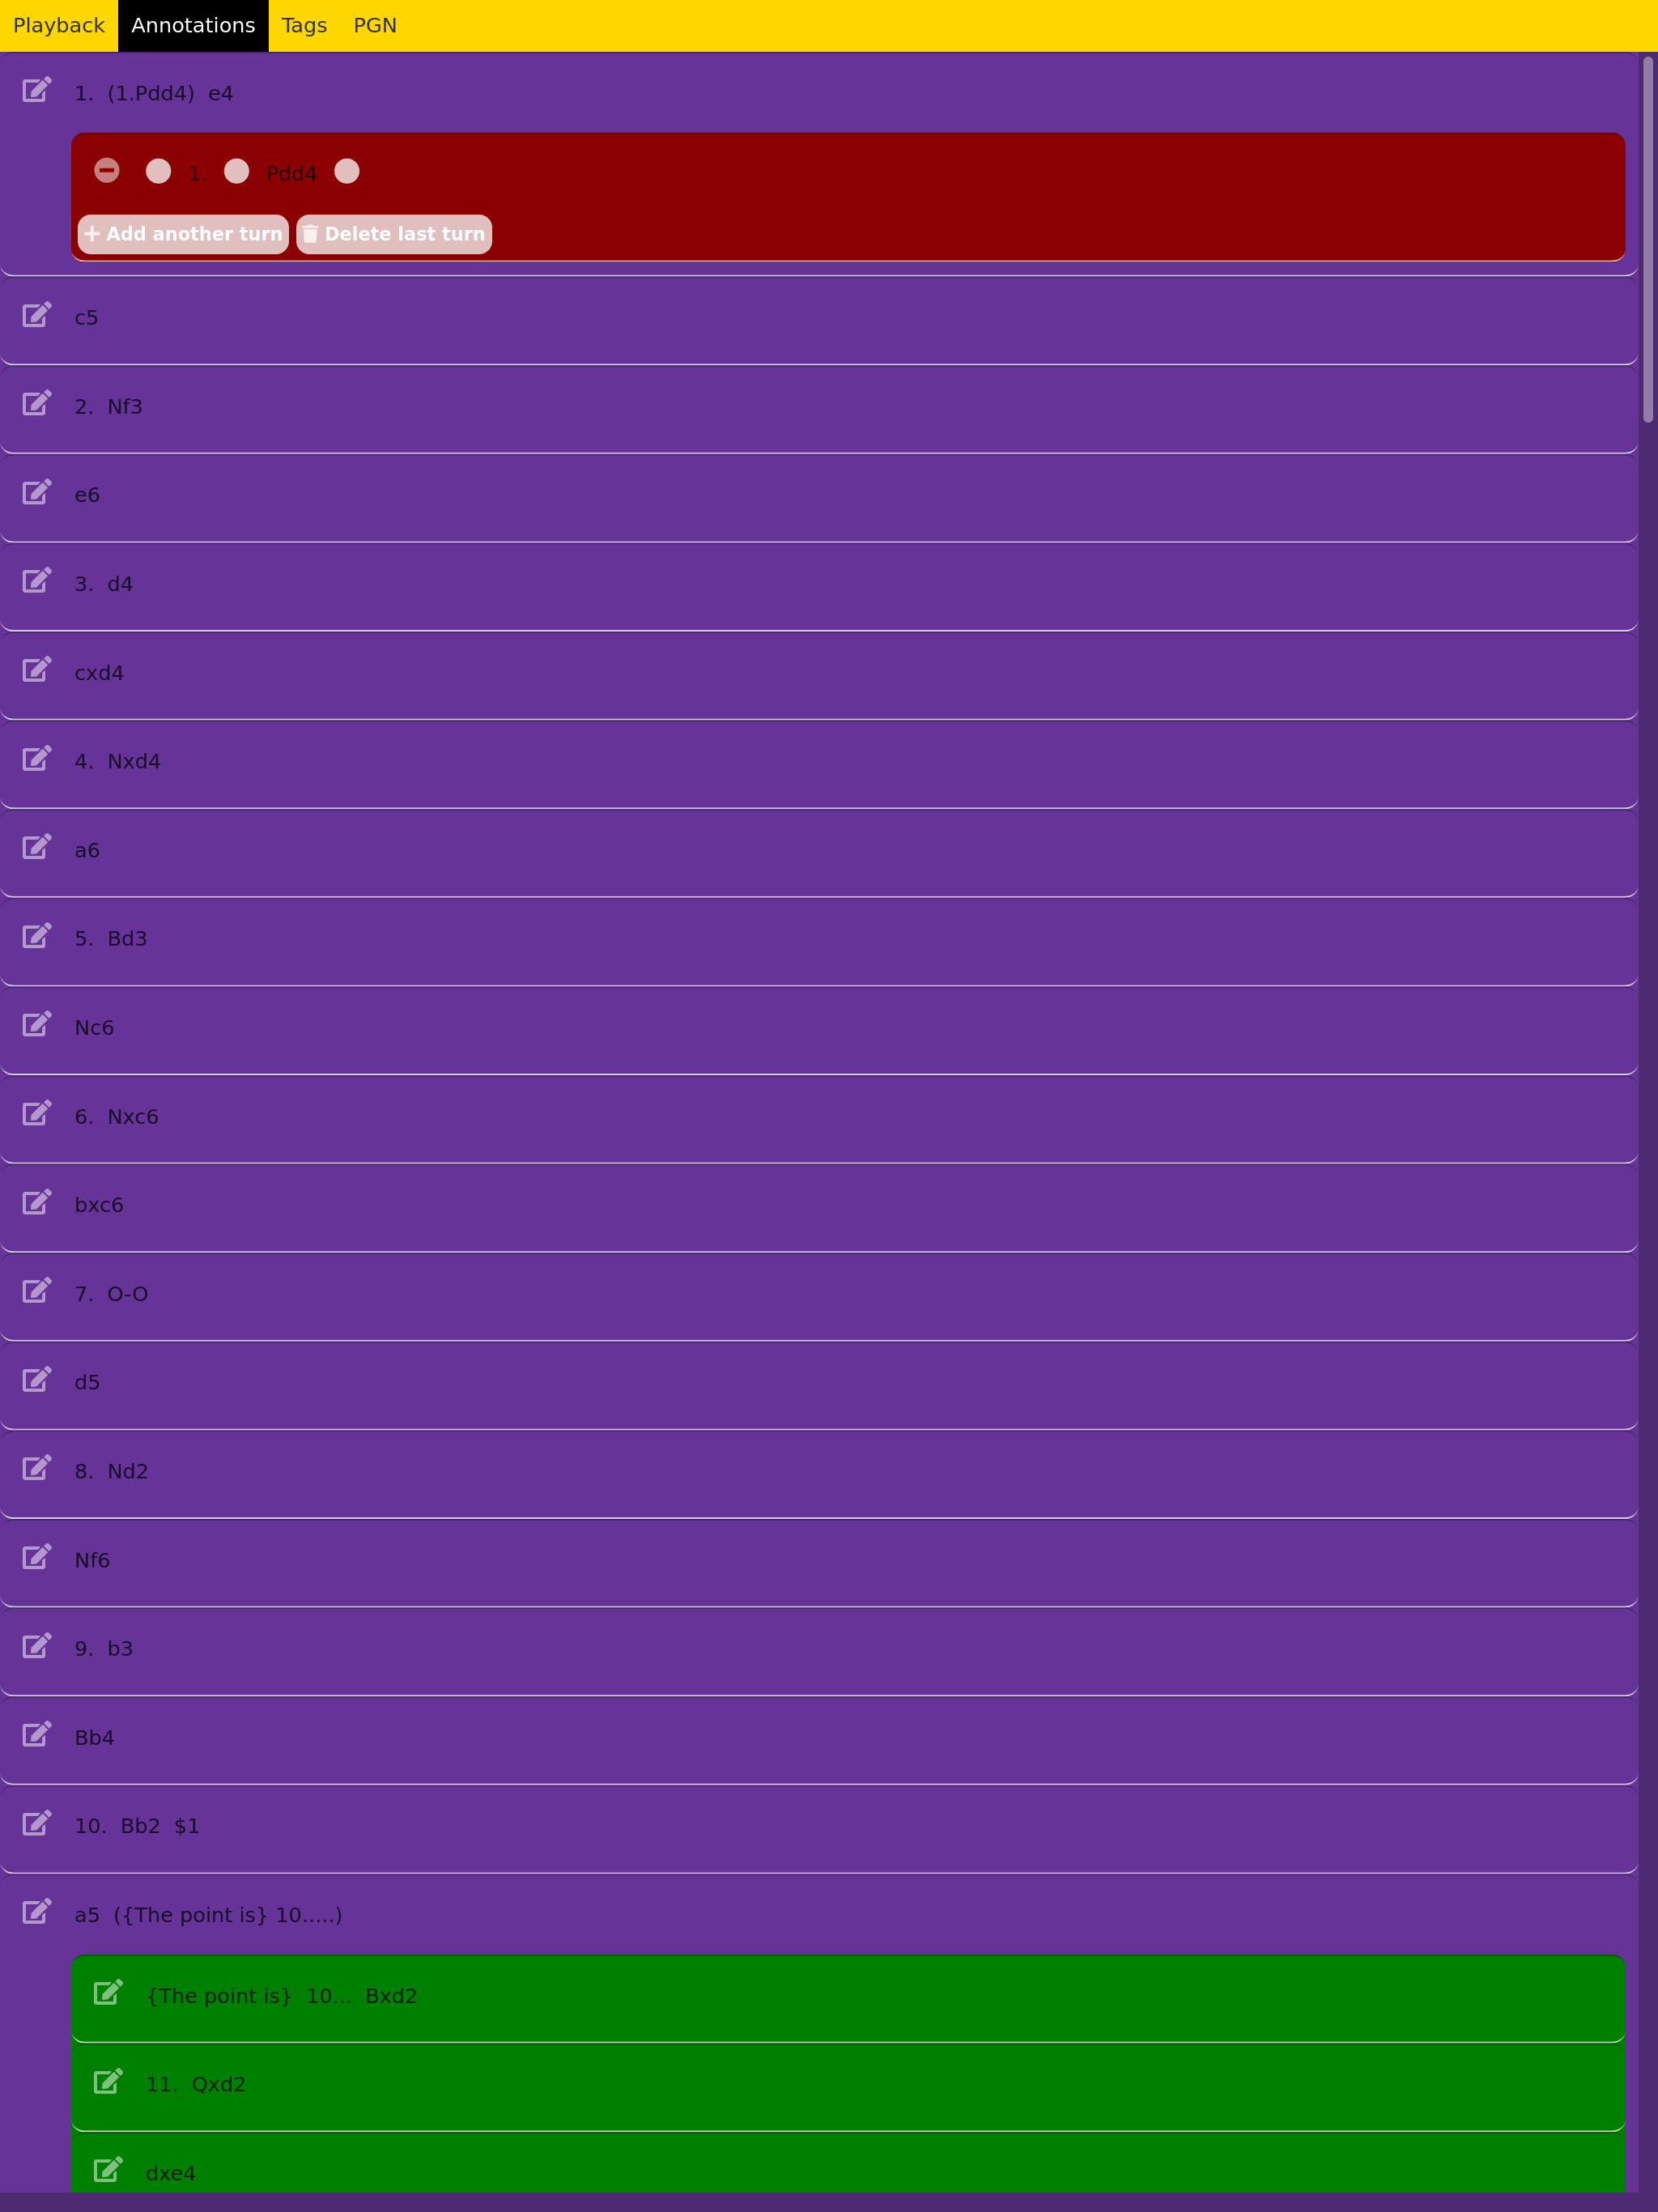 Playback Annotations Tags PGN
1. (1.Pdd4) e4
1. Pdd4
Add another turn Delete last turn
c5
2. Nf3
e6
3. d4
cxd4
4. Nxd4
a6
5. Bd3
Nc6
6. Nxc6
bxc6
7. O-O
d5
8. Nd2
Nf6
9. b3
Bb4
10. Bb2 $1
a5 ({The point is} 10.....)
{The point is} 10... Bxd2
11. Qxd2
dxe4